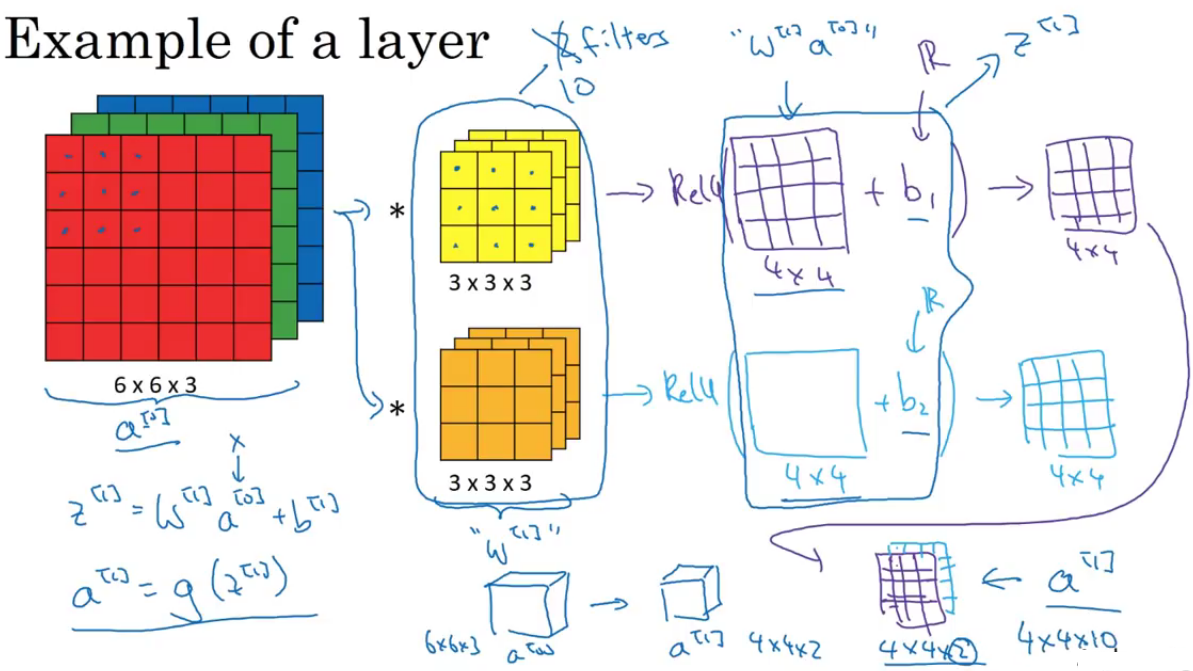 Example of a layer
2 filters
10
"W^[1] a^[0]"
ℝ
z^[1]
*
→ ReLU ( + b₁ ) →
3 x 3 x 3
4x4
4x4
ℝ
6 x 6 x 3
a^[0]
*
→ ReLU ( + b₂ ) →
3 x 3 x 3
4x4
4x4
x
z^[1] = W^[1] a^[0] + b^[1]
a^[1] = g(z^[1])
"W^[1]"
6x6x3
a^[0]
→
a^[1]
4x4x2
4x4x2
← a^[1]
4x4x10